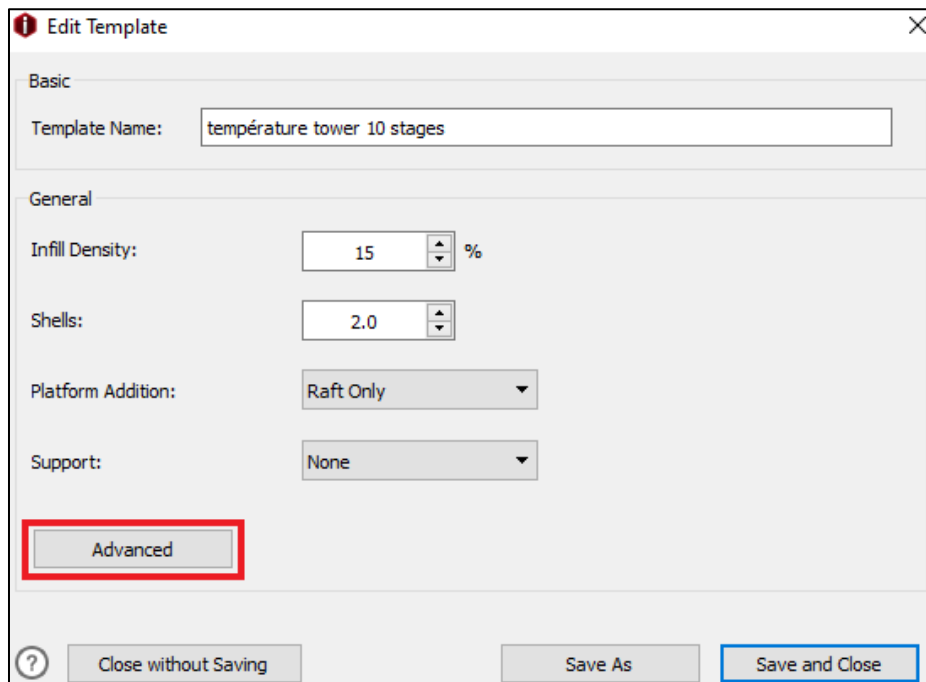 Edit Template
Basic
Template Name: température tower 10 stages
General
Infill Density: 15 %
Shells: 2.0
Platform Addition: Raft Only
Support: None
Advanced
? Close without Saving Save As Save and Close